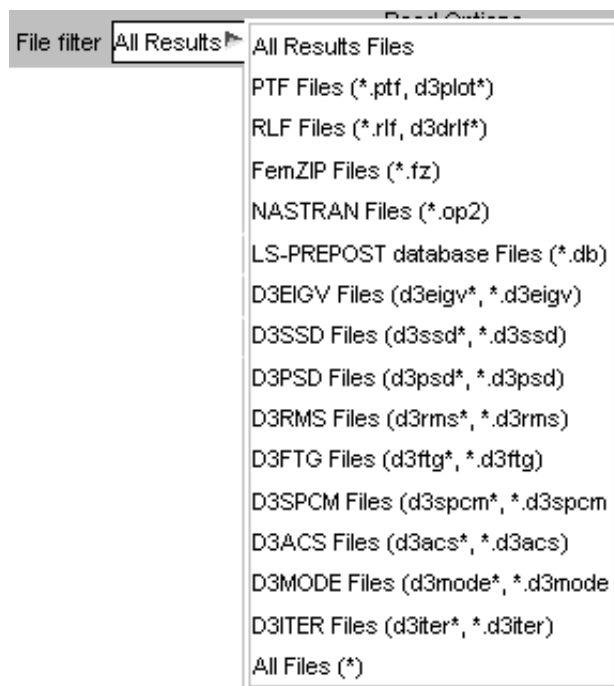 Read Options
File filter All Results
All Results Files
PTF Files (*.ptf, d3plot*)
RLF Files (*.rlf, d3drlf*)
FemZIP Files (*.fz)
NASTRAN Files (*.op2)
LS-PREPOST database Files (*.db)
D3EIGV Files (d3eigv*, *.d3eigv)
D3SSD Files (d3ssd*, *.d3ssd)
D3PSD Files (d3psd*, *.d3psd)
D3RMS Files (d3rms*, *.d3rms)
D3FTG Files (d3ftg*, *.d3ftg)
D3SPCM Files (d3spcm*, *.d3spcm
D3ACS Files (d3acs*, *.d3acs)
D3MODE Files (d3mode*, *.d3mode
D3ITER Files (d3iter*, *.d3iter)
All Files (*)